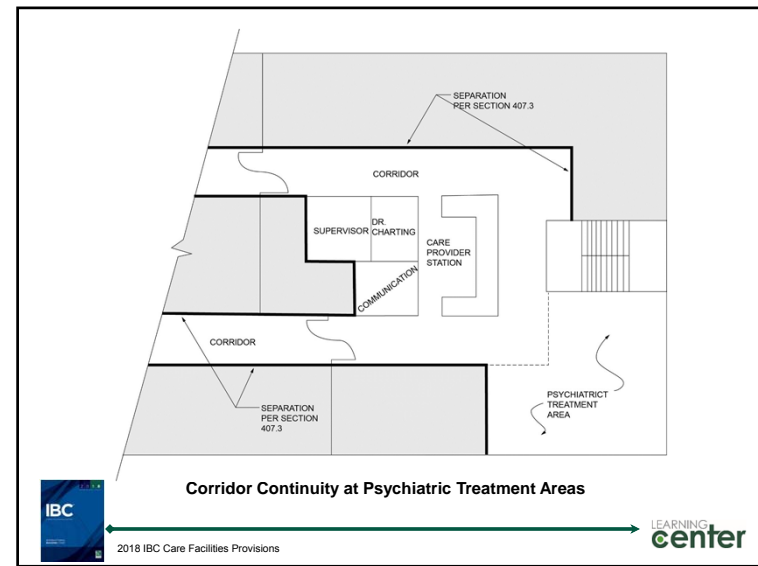 SEPARATION
PER SECTION 407.3
CORRIDOR
SUPERVISOR
DR.
CHARTING
CARE
PROVIDER
STATION
COMMUNICATION
CORRIDOR
PSYCHIATRICT
TREATMENT
AREA
SEPARATION
PER SECTION
407.3
Corridor Continuity at Psychiatric Treatment Areas
IBC
2018 IBC Care Facilities Provisions
LEARNING
center